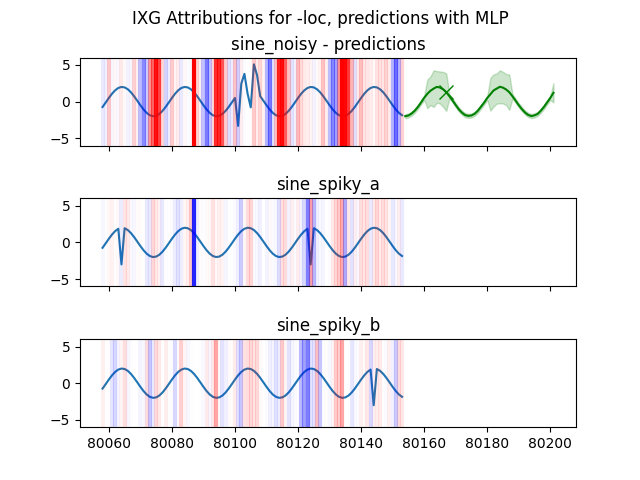 IXG Attributions for -loc, predictions with MLP
sine_noisy - predictions
5
0
−5
sine_spiky_a
5
0
−5
sine_spiky_b
5
0
−5
80060 80080 80100 80120 80140 80160 80180 80200